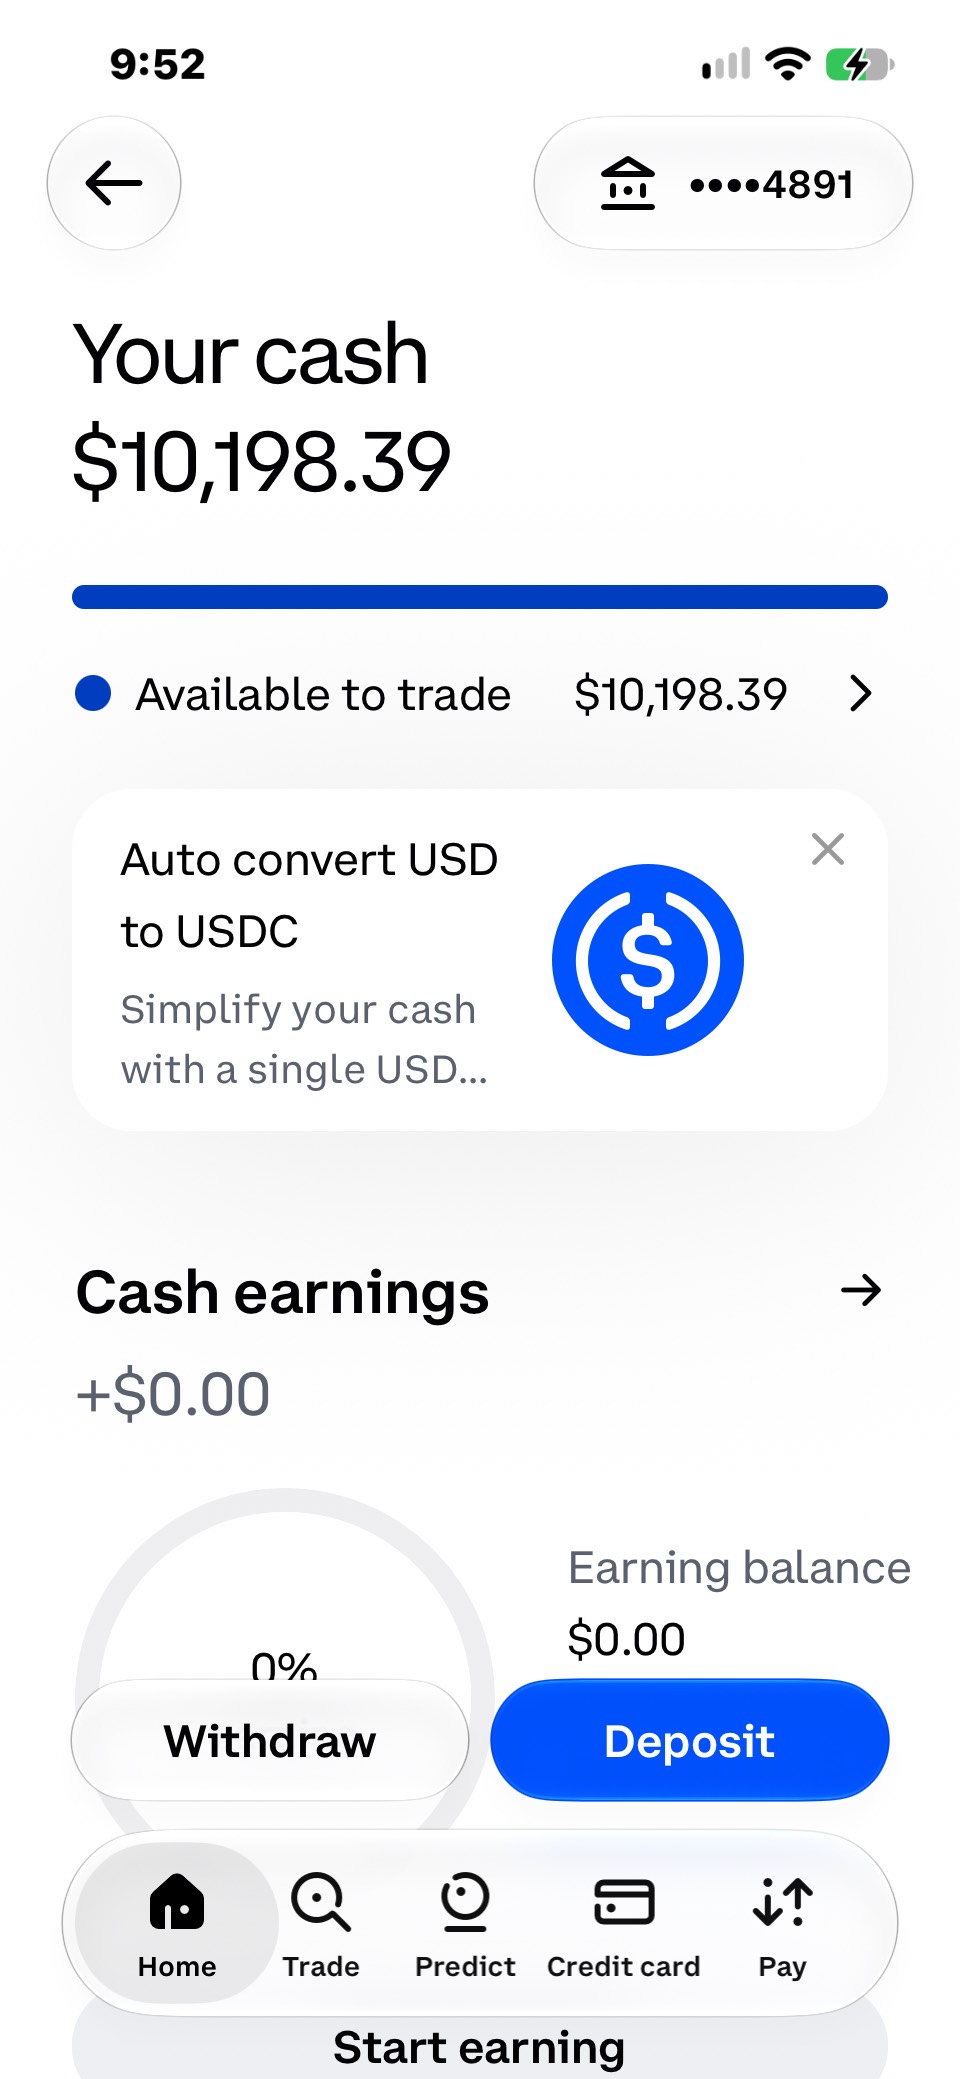 9:52
••••4891
Your cash
$10,198.39
Available to trade $10,198.39
Auto convert USD
to USDC
Simplify your cash
with a single USD...
Cash earnings
+$0.00
Earning balance
$0.00
0%
Withdraw Deposit
Home Trade Predict Credit card Pay
Start earning